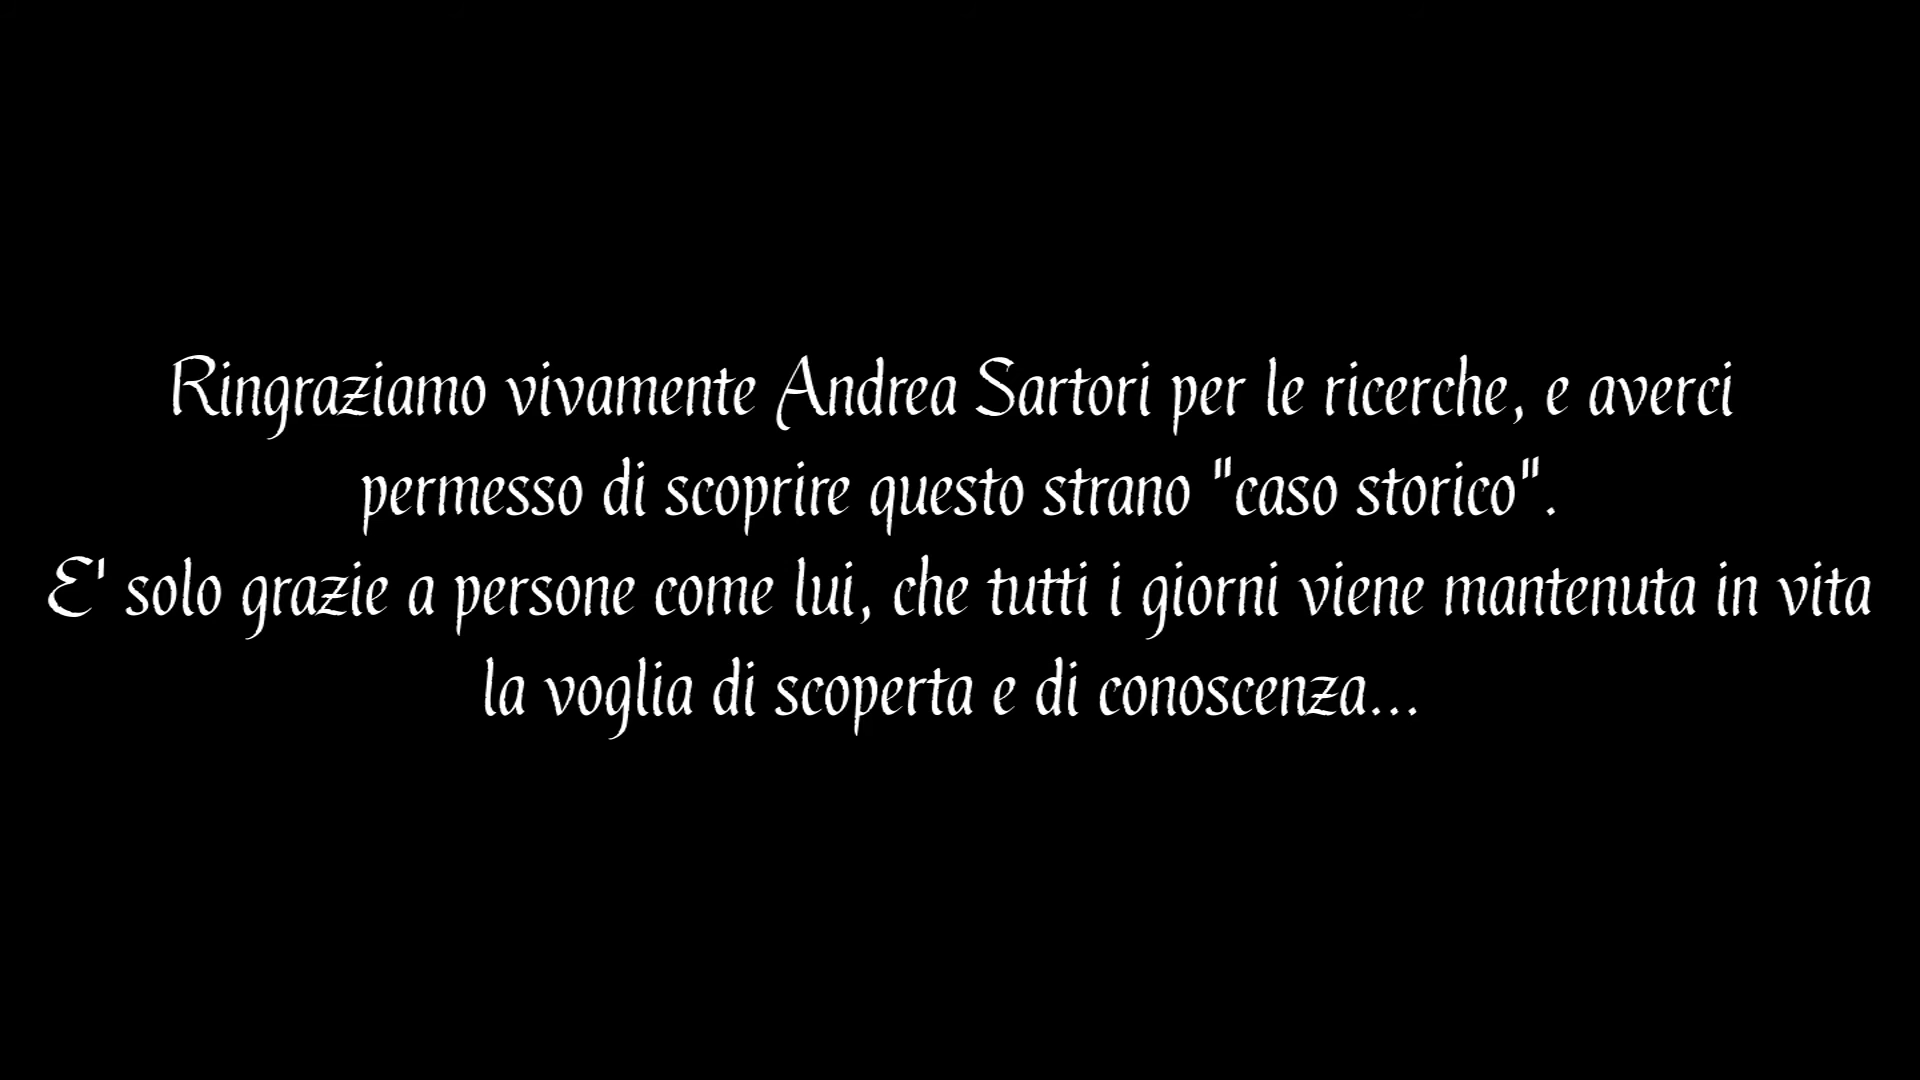 Ringraziamo vivamente Andrea Sartori per le ricerche, e averci
permesso di scoprire questo strano "caso storico".
E' solo grazie a persone come lui, che tutti i giorni viene mantenuta in vita
la voglia di scoperta e di conoscenza...